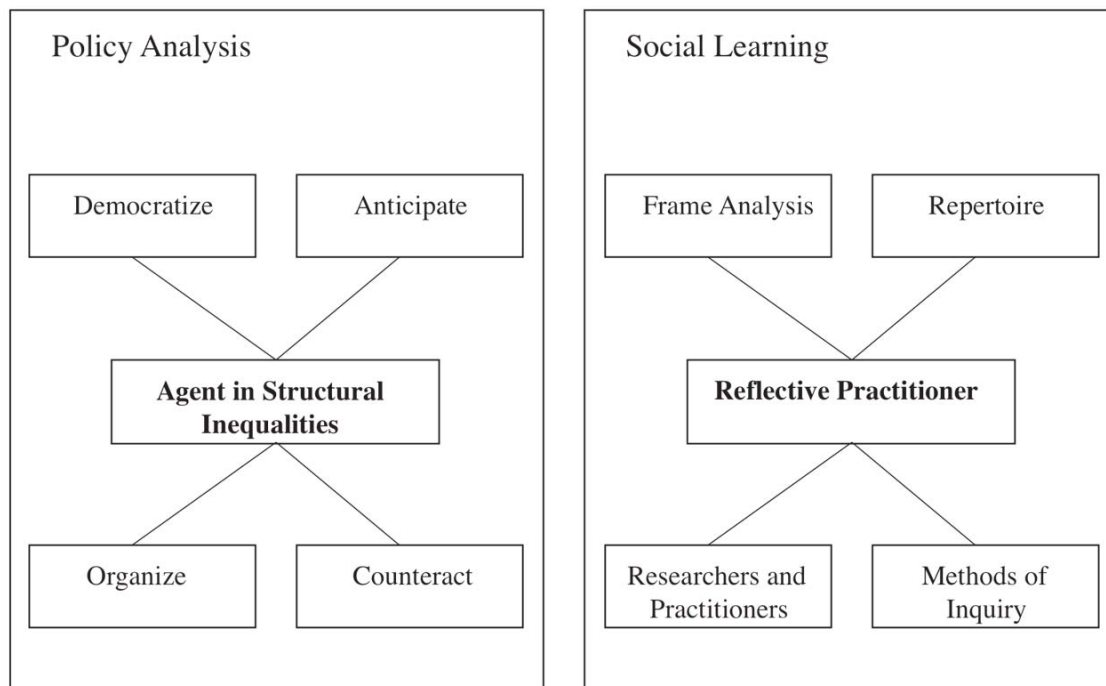 Policy Analysis
Democratize
Anticipate
Agent in Structural
Inequalities
Organize
Counteract
Social Learning
Frame Analysis
Repertoire
Reflective Practitioner
Researchers and
Practitioners
Methods of
Inquiry